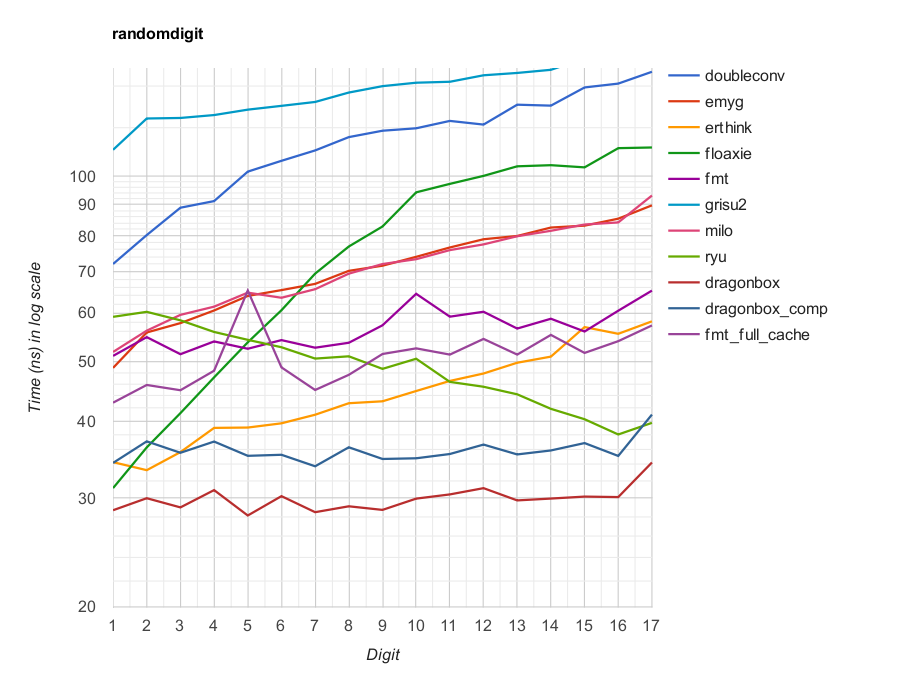 randomdigit
Time (ns) in log scale
100
90
80
70
60
50
40
30
20
1 2 3 4 5 6 7 8 9 10 11 12 13 14 15 16 17
Digit
doubleconv
emyg
erthink
floaxie
fmt
grisu2
milo
ryu
dragonbox
dragonbox_comp
fmt_full_cache